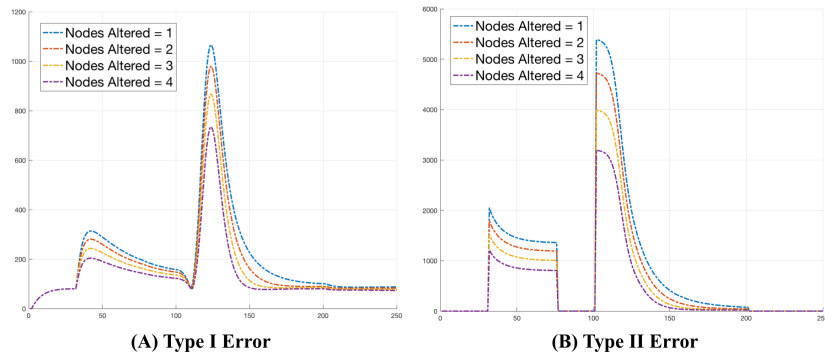 1200
1000
800
600
400
200
0
0 50 100 150 200 250
Nodes Altered = 1
Nodes Altered = 2
Nodes Altered = 3
Nodes Altered = 4
(A) Type I Error
6000
5000
4000
3000
2000
1000
0
0 50 100 150 200 250
Nodes Altered = 1
Nodes Altered = 2
Nodes Altered = 3
Nodes Altered = 4
(B) Type II Error